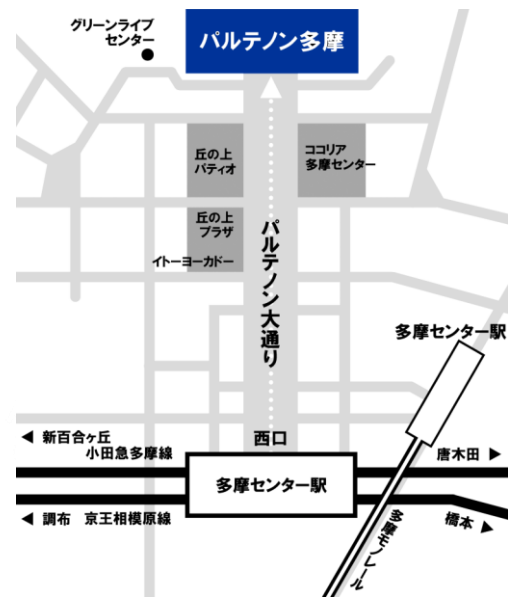 グリーンライブ
センター
パルテノン多摩
丘の上
パティオ
ココリア
多摩センター
丘の上
プラザ
イトーヨーカドー
パルテノン大通り
多摩センター駅
西口
◀ 新百合ヶ丘
小田急多摩線
唐木田 ▶
多摩センター駅
◀ 調布 京王相模原線
多摩モノレール
橋本 ▶